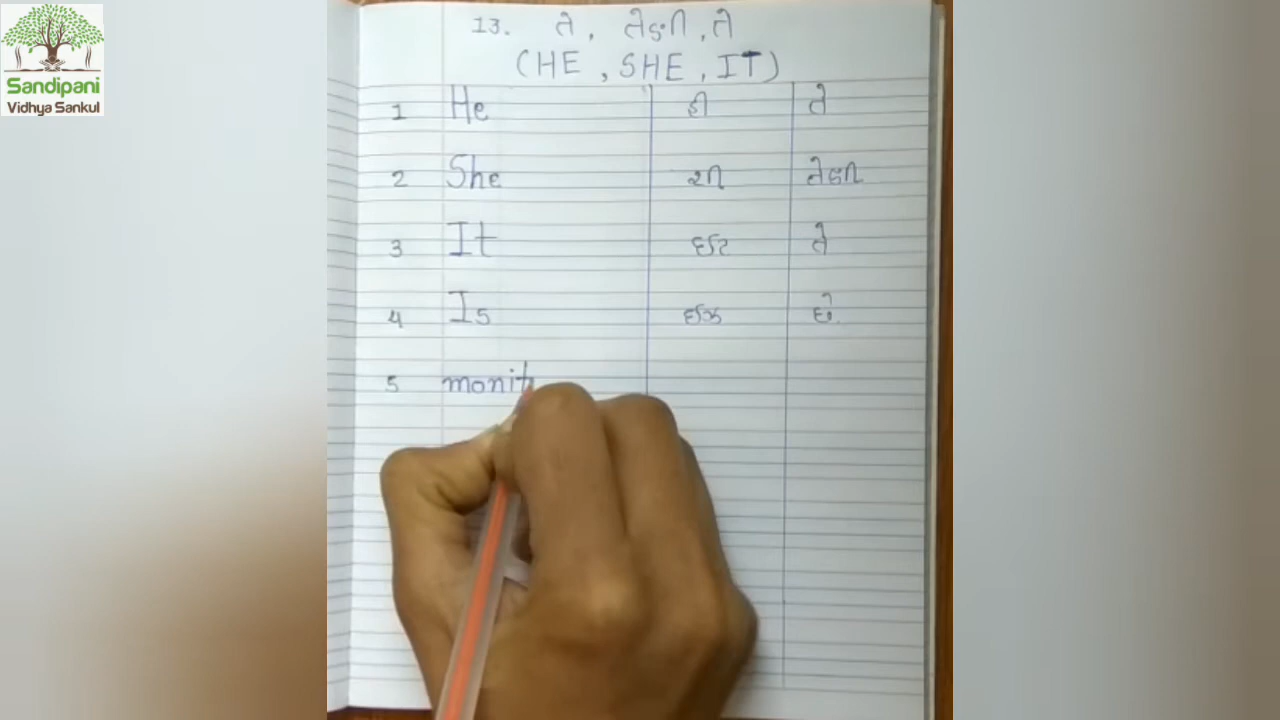 Sandipani
Vidhya Sankul
13. તે, તેણી, તે
(HE, SHE, IT)
1 He હી તે
2 She શી તેણી
3 It ઈટ તે
4 Is ઈઝ છે.
5 monit